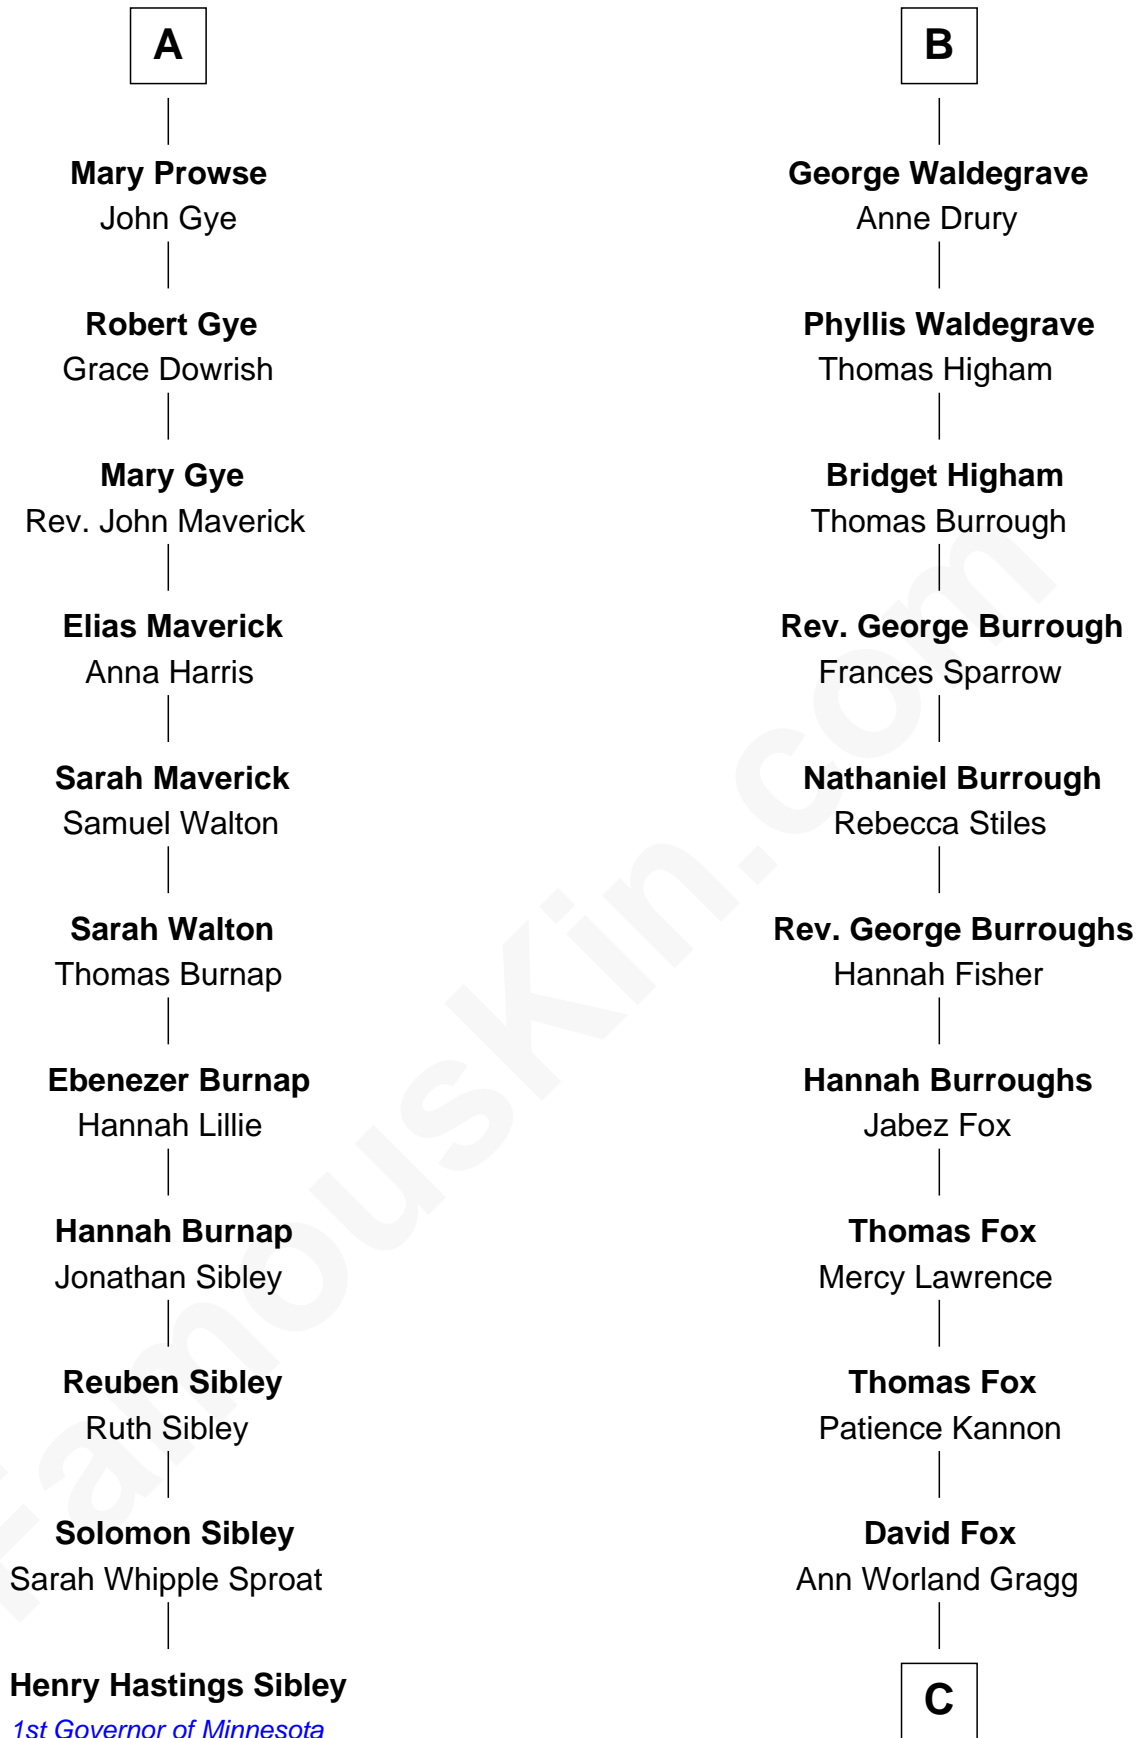 A
Mary Prowse
John Gye
Robert Gye
Grace Dowrish
Mary Gye
Rev. John Maverick
Elias Maverick
Anna Harris
Sarah Maverick
Samuel Walton
Sarah Walton
Thomas Burnap
Ebenezer Burnap
Hannah Lillie
Hannah Burnap
Jonathan Sibley
Reuben Sibley
Ruth Sibley
Solomon Sibley
Sarah Whipple Sproat
Henry Hastings Sibley
1st Governor of Minnesota
B
George Waldegrave
Anne Drury
Phyllis Waldegrave
Thomas Higham
Bridget Higham
Thomas Burrough
Rev. George Burrough
Frances Sparrow
Nathaniel Burrough
Rebecca Stiles
Rev. George Burroughs
Hannah Fisher
Hannah Burroughs
Jabez Fox
Thomas Fox
Mercy Lawrence
Thomas Fox
Patience Kannon
David Fox
Ann Worland Gragg
C
FamousKin.com